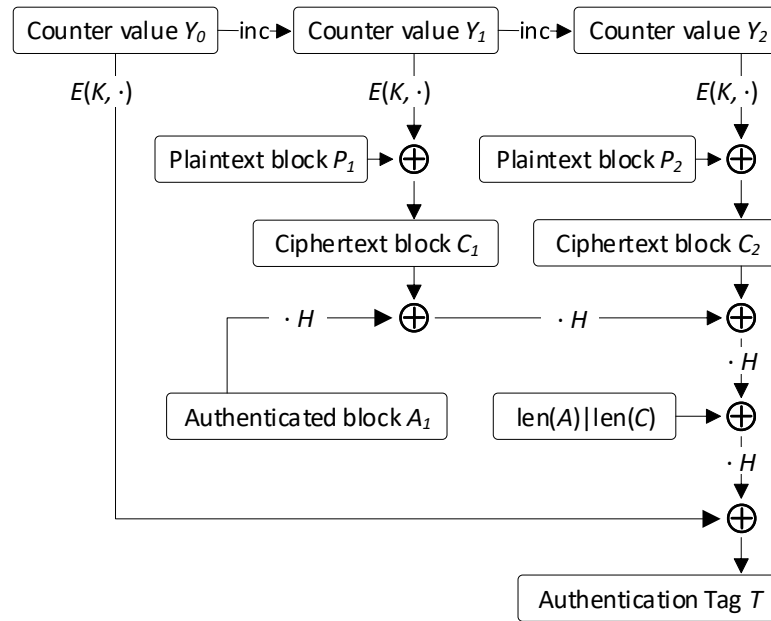 Counter value Y₀ inc Counter value Y₁ inc Counter value Y₂
E(K, ·) E(K, ·) E(K, ·)
Plaintext block P₁ Plaintext block P₂
Ciphertext block C₁ Ciphertext block C₂
· H · H
· H
Authenticated block A₁ len(A)|len(C)
· H
Authentication Tag T